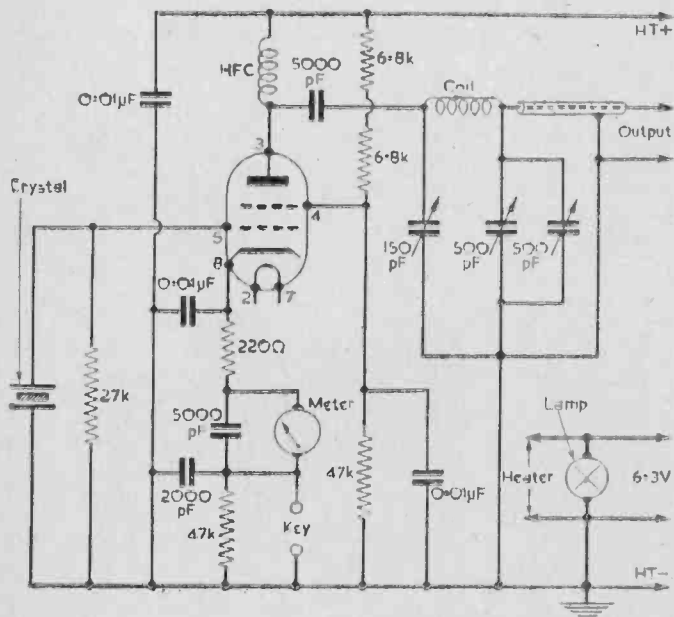 HT+
HFC
5000
pF
6·8k
Coil
0·01μF
Output
6·8k
3
Crystal
4
5
150
pF
500
pF
500
pF
8
0·01μF
2
7
220Ω
27k
Meter
Lamp
5000
pF
Heater
6·3V
2000
pF
47k
0·01μF
Key
47k
HT-